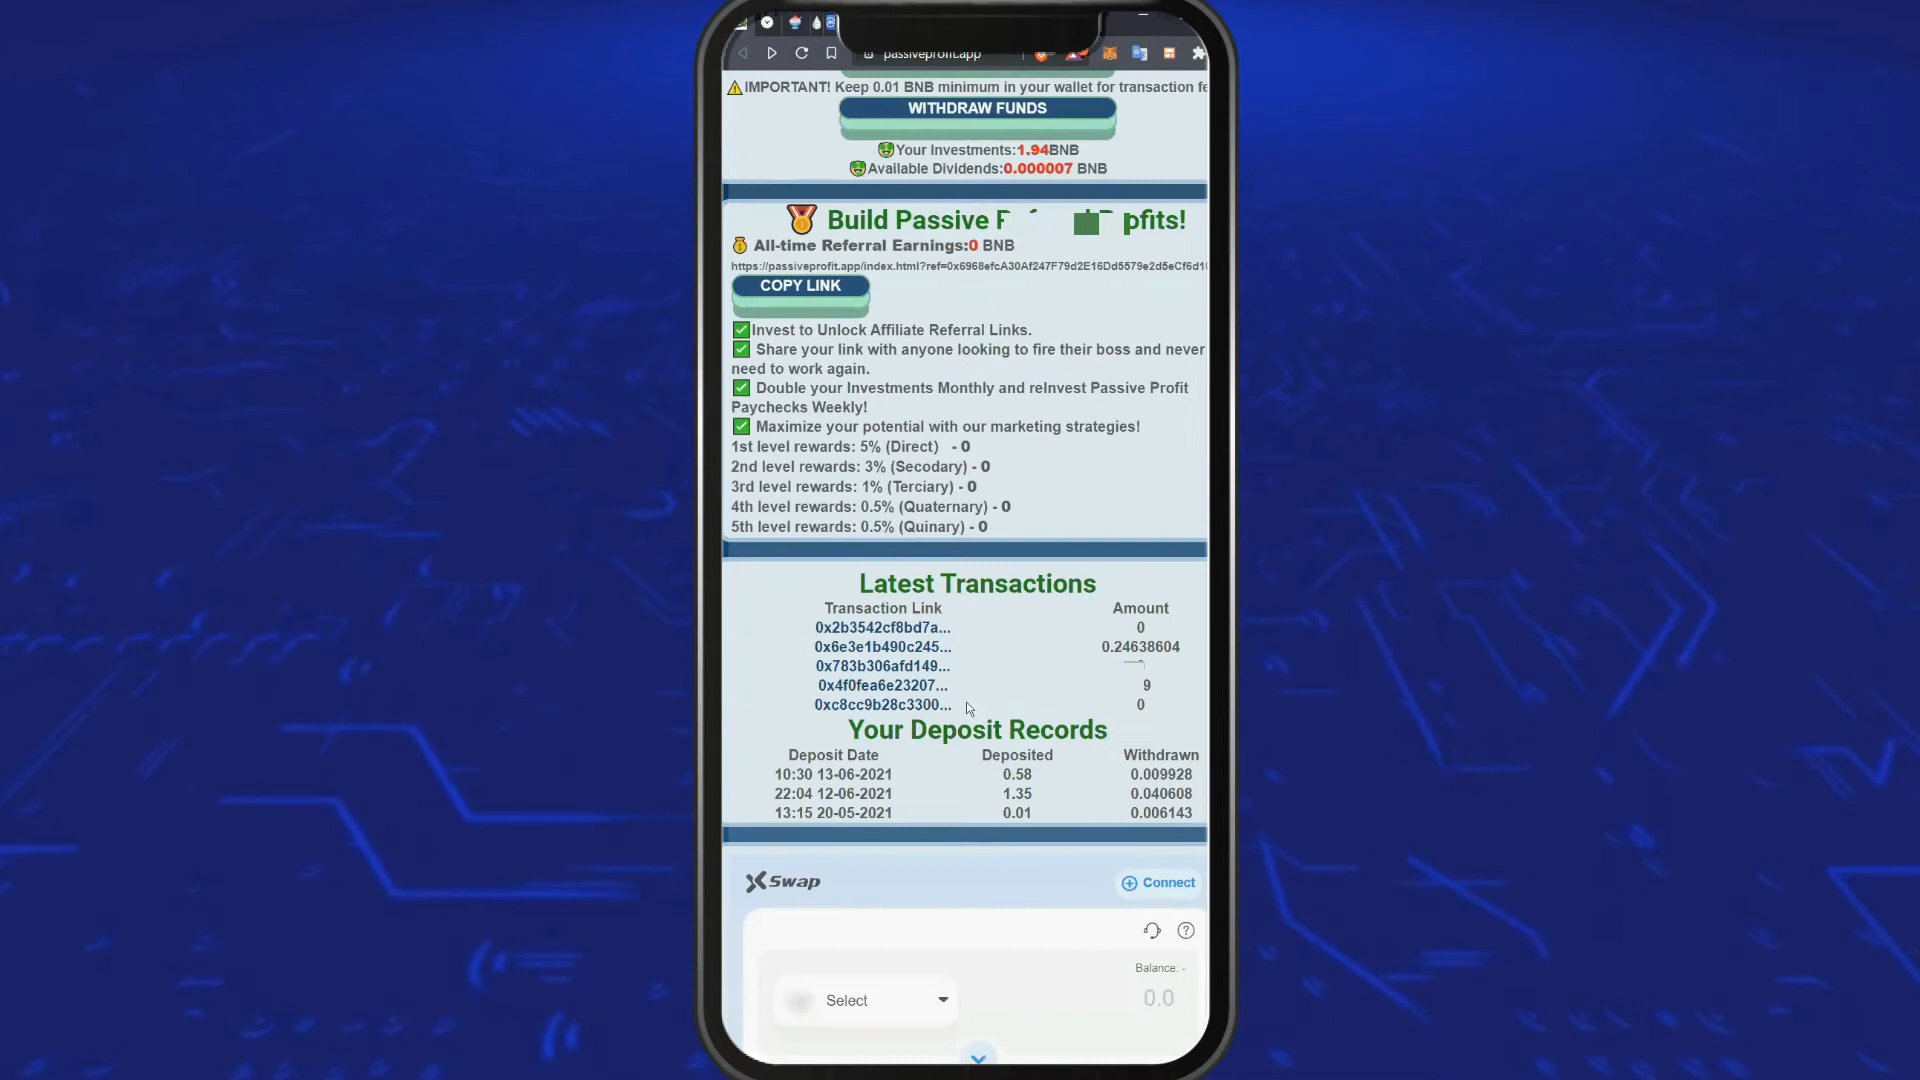 passiveprofit.app
IMPORTANT! Keep 0.01 BNB minimum in your wallet for transaction fe
WITHDRAW FUNDS
Your Investments:1.94BNB
Available Dividends:0.000007 BNB
Build Passive
All-time Referral Earnings:0 BNB
https://passiveprofit.app/index.html?ref=0x6968efcA30Af247F79d2E16Dd5579e2d5eCf6d1
COPY LINK
Invest to Unlock Affiliate Referral Links.
Share your link with anyone looking to fire their boss and never
need to work again.
Double your Investments Monthly and reInvest Passive Profit
Paychecks Weekly!
Maximize your potential with our marketing strategies!
1st level rewards: 5% (Direct) - 0
2nd level rewards: 3% (Secodary) - 0
3rd level rewards: 1% (Terciary) - 0
4th level rewards: 0.5% (Quaternary) - 0
5th level rewards: 0.5% (Quinary) - 0
Latest Transactions
Transaction Link Amount
0x2b3542cf8bd7a... 0
0x6e3e1b490c245... 0.24638604
0x783b306afd149...
0x4f0fea6e23207... 9
0xc8cc9b28c3300... 0
Your Deposit Records
Deposit Date Deposited Withdrawn
10:30 13-06-2021 0.58 0.009928
22:04 12-06-2021 1.35 0.040608
13:15 20-05-2021 0.01 0.006143
XSwap Connect
Balance: -
Select 0.0